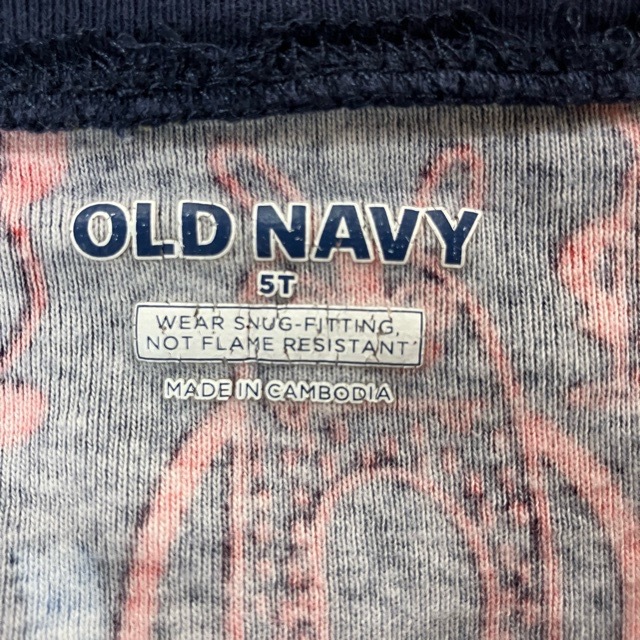 OLD NAVY
5T
WEAR SNUG-FITTING,
NOT FLAME RESISTANT
MADE IN CAMBODIA